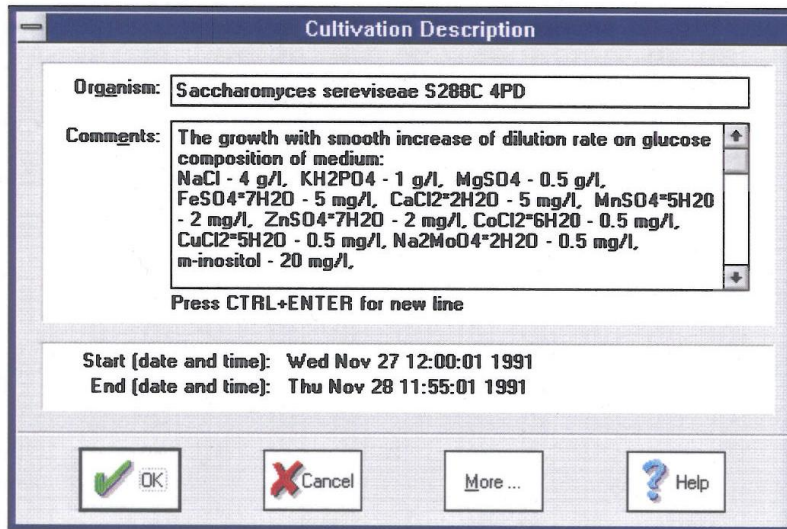 Cultivation Description
Organism: Saccharomyces sereviseae S288C 4PD
Comments: The growth with smooth increase of dilution rate on glucose
composition of medium:
NaCl - 4 g/l, KH2PO4 - 1 g/l, MgSO4 - 0.5 g/l,
FeSO4*7H2O - 5 mg/l, CaCl2*2H2O - 5 mg/l, MnSO4*5H2O
- 2 mg/l, ZnSO4*7H2O - 2 mg/l, CoCl2*6H2O - 0.5 mg/l,
CuCl2*5H2O - 0.5 mg/l, Na2MoO4*2H2O - 0.5 mg/l,
m-inositol - 20 mg/l,
Press CTRL+ENTER for new line
Start (date and time): Wed Nov 27 12:00:01 1991
End (date and time): Thu Nov 28 11:55:01 1991
OK Cancel More ... Help